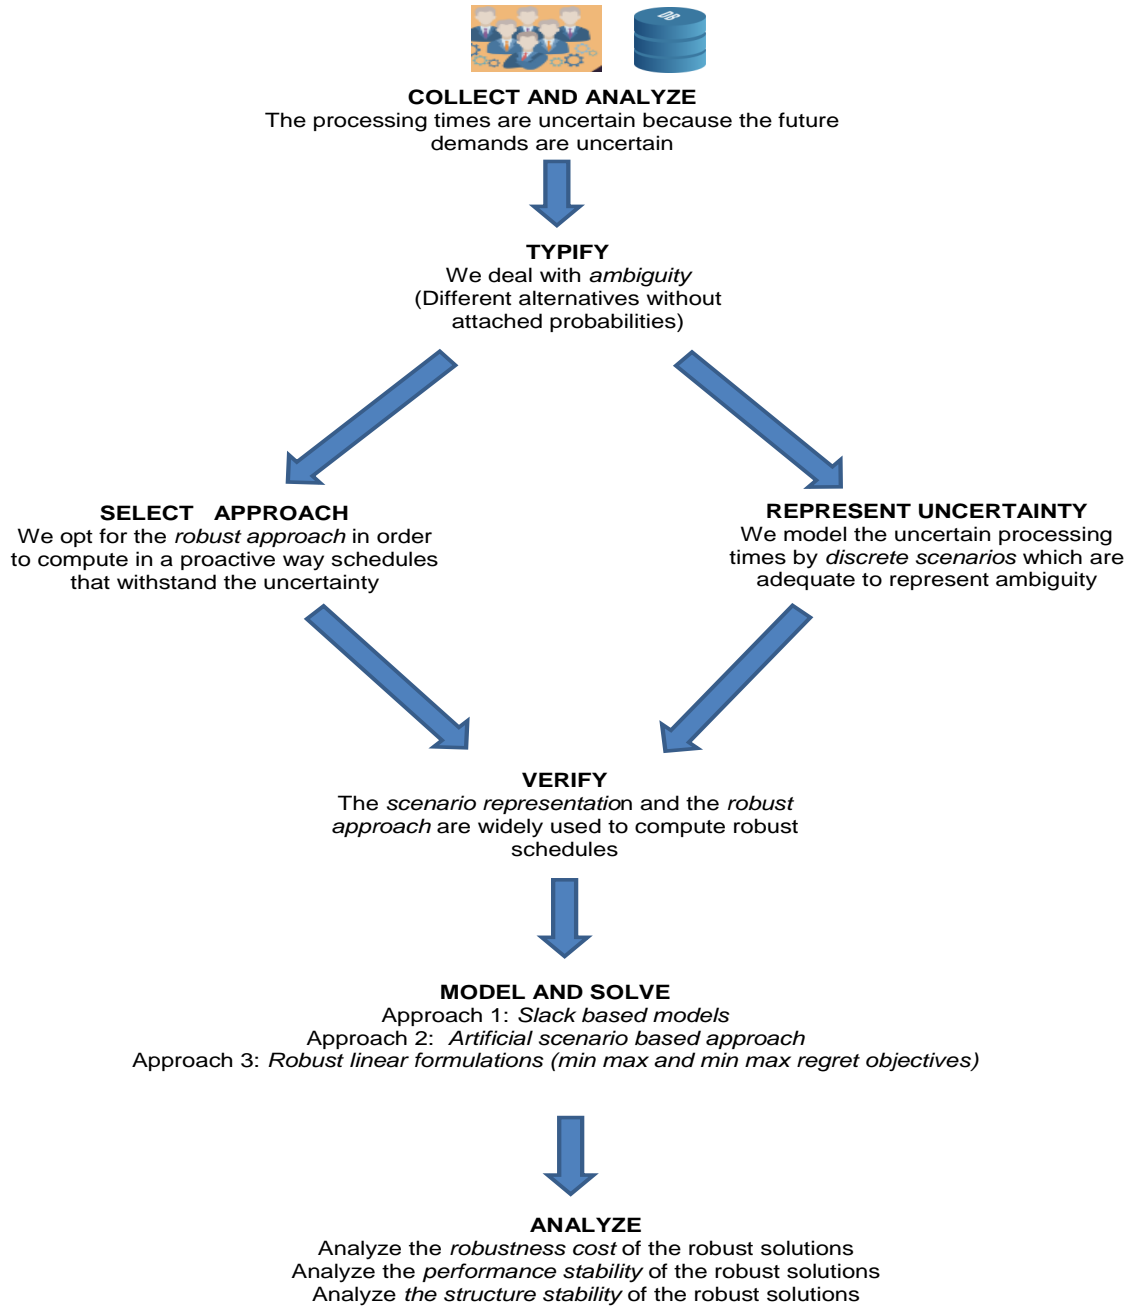 DB
COLLECT AND ANALYZE
The processing times are uncertain because the future
demands are uncertain
TYPIFY
We deal with ambiguity
(Different alternatives without
attached probabilities)
SELECT APPROACH
We opt for the robust approach in order
to compute in a proactive way schedules
that withstand the uncertainty
REPRESENT UNCERTAINTY
We model the uncertain processing
times by discrete scenarios which are
adequate to represent ambiguity
VERIFY
The scenario representation and the robust
approach are widely used to compute robust
schedules
MODEL AND SOLVE
Approach 1: Slack based models
Approach 2: Artificial scenario based approach
Approach 3: Robust linear formulations (min max and min max regret objectives)
ANALYZE
Analyze the robustness cost of the robust solutions
Analyze the performance stability of the robust solutions
Analyze the structure stability of the robust solutions